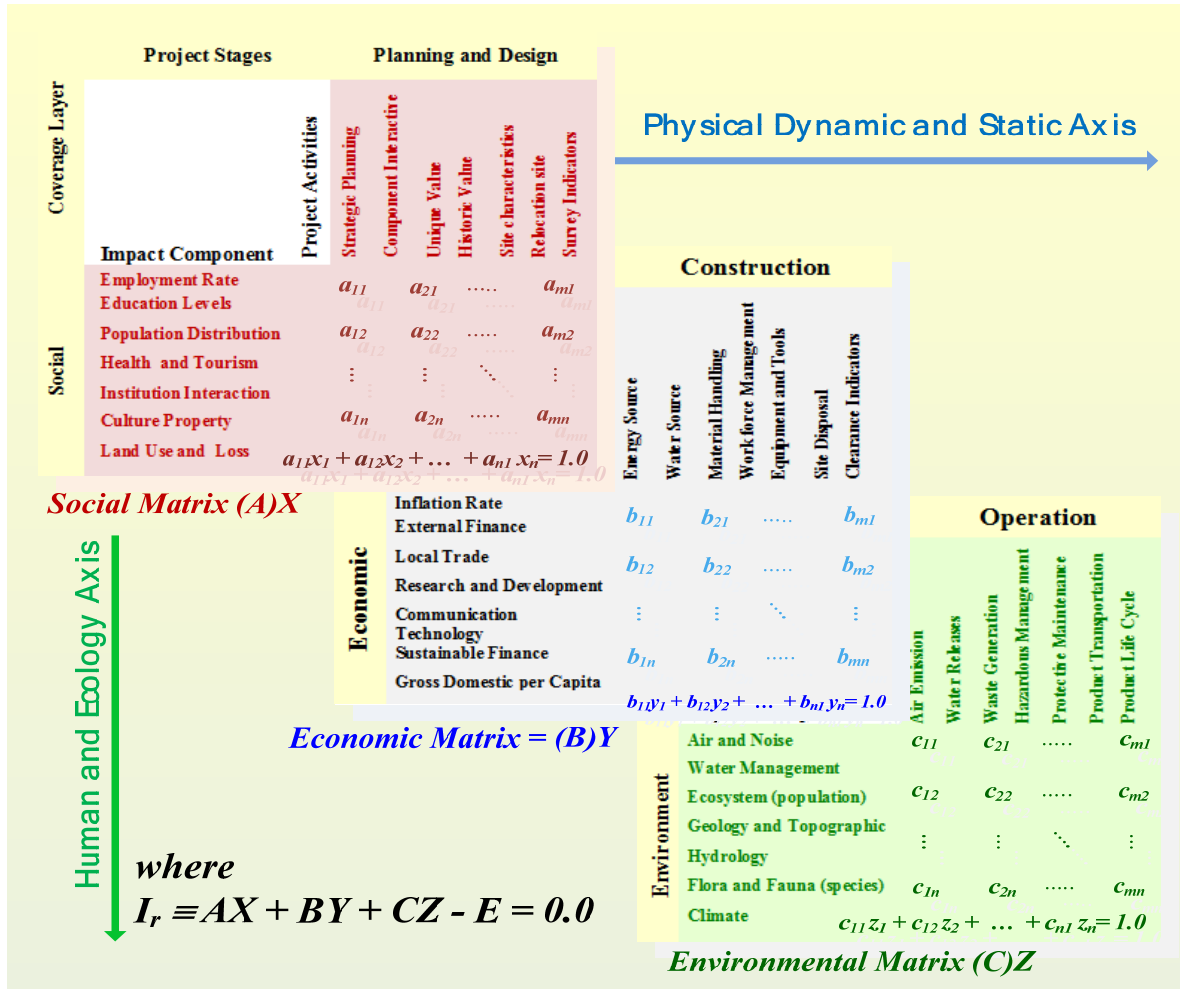 Project Stages
Planning and Design
Coverage Layer
Project Activities
Strategic Planning
Component Interactive
Unique Value
Historic Value
Site characteristics
Relocation site
Survey Indicators
Impact Component
Physical Dynamic and Static Axis
Social
Employment Rate
Education Levels
Population Distribution
Health and Tourism
Institution Interaction
Culture Property
Land Use and Loss
a11 a21 ..... am1
a12 a22 ..... am2
⋮ ⋮ ⋱ ⋮
a1n a2n ..... amn
a11x1 + a12x2 + … + an1 xn= 1.0
Social Matrix (A)X
Construction
Energy Source
Water Source
Material Handling
Workforce Management
Equipment and Tools
Site Disposal
Clearance Indicators
Economic
Inflation Rate
External Finance
Local Trade
Research and Development
Communication
Technology
Sustainable Finance
Gross Domestic per Capita
b11 b21 ..... bm1
b12 b22 ..... bm2
⋮ ⋮ ⋱ ⋮
b1n b2n ..... bmn
b11y1 + b12y2 + … + bn1 yn= 1.0
Economic Matrix = (B)Y
Operation
Air Emission
Water Releases
Waste Generation
Hazardous Management
Protective Maintenance
Product Transportation
Product Life Cycle
Environment
Air and Noise
Water Management
Ecosystem (population)
Geology and Topographic
Hydrology
Flora and Fauna (species)
Climate
c11 c21 ..... cm1
c12 c22 ..... cm2
⋮ ⋮ ⋱ ⋮
c1n c2n ..... cmn
c11 z1 + c12 z2 + … + cn1 zn= 1.0
Environmental Matrix (C)Z
Human and Ecology Axis
where
Ir ≡ AX + BY + CZ - E = 0.0